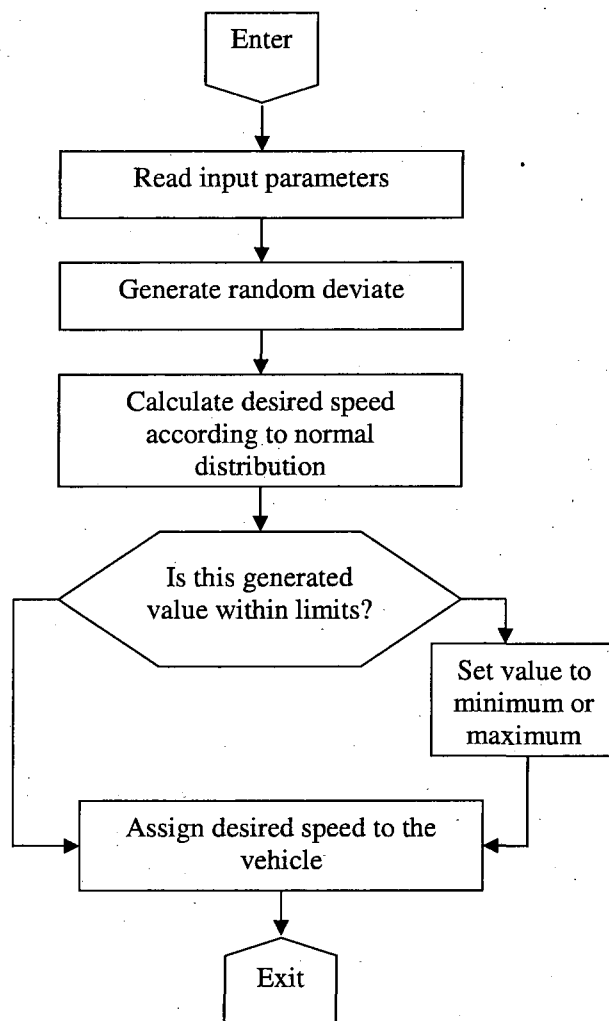 Enter
Read input parameters
Generate random deviate
Calculate desired speed
according to normal
distribution
Is this generated
value within limits?
Set value to
minimum or
maximum
Assign desired speed to the
vehicle
Exit